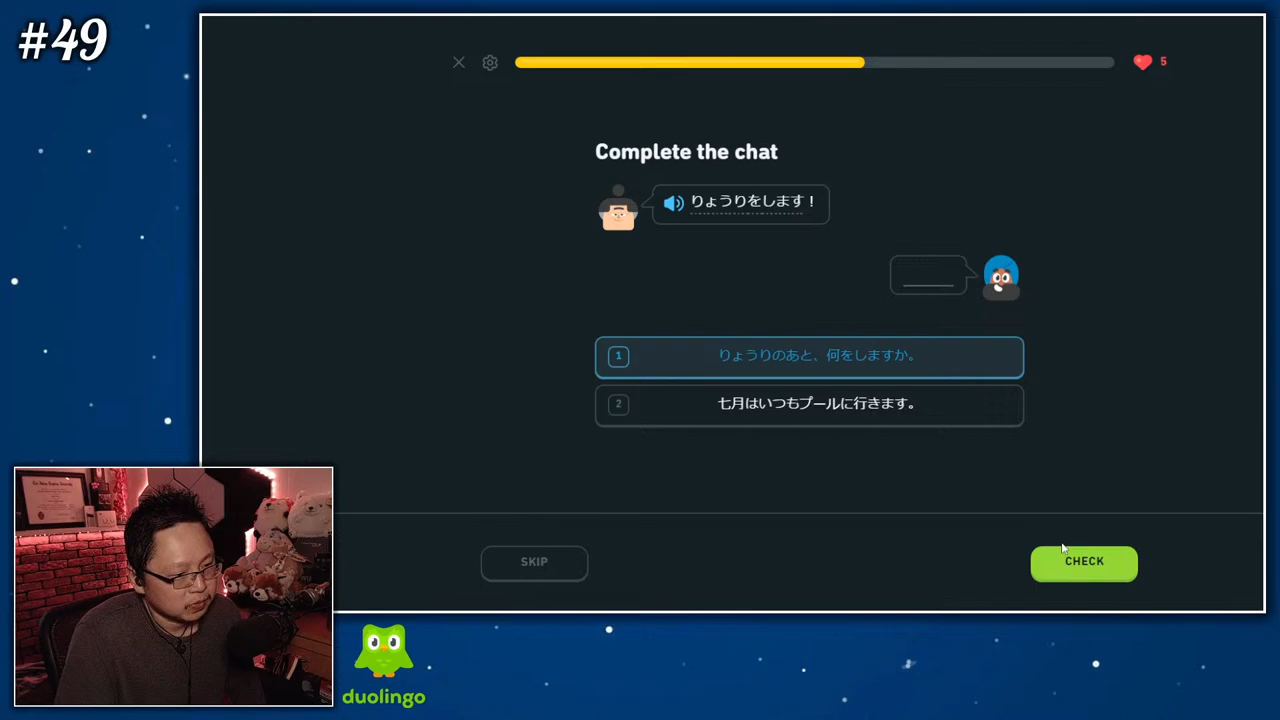 #49
5
Complete the chat
りょうりをします！
1 りょうりのあと、何をしますか。
2 七月はいつもプールに行きます。
SKIP
CHECK
duolingo